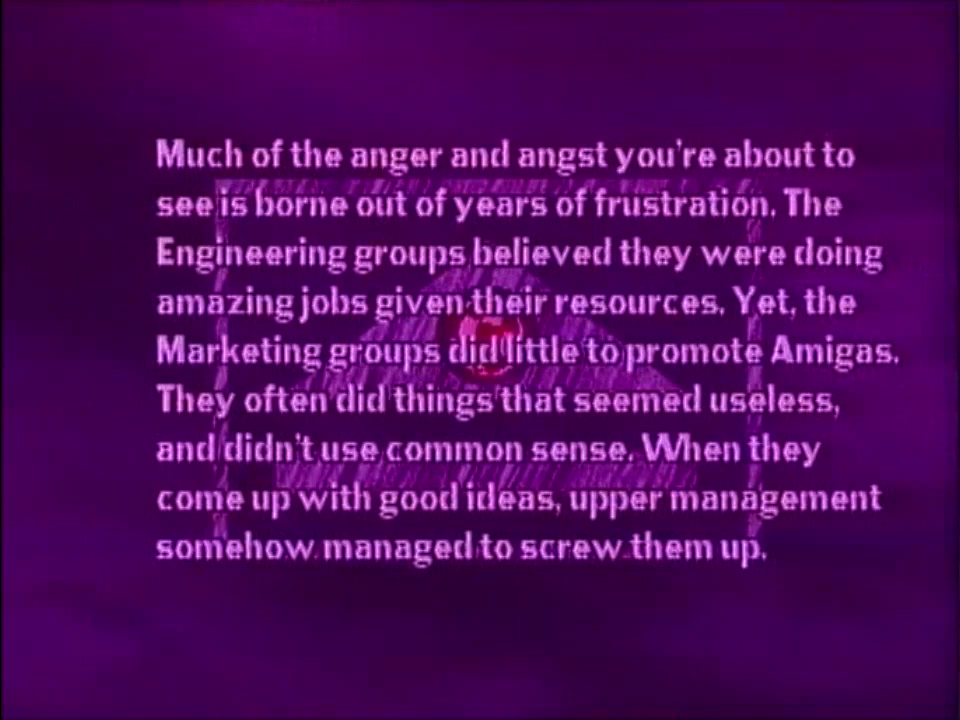 Much of the anger and angst you're about to
see is borne out of years of frustration. The
Engineering groups believed they were doing
amazing jobs given their resources. Yet, the
Marketing groups did little to promote Amigas.
They often did things that seemed useless,
and didn't use common sense. When they
come up with good ideas, upper management
somehow managed to screw them up.